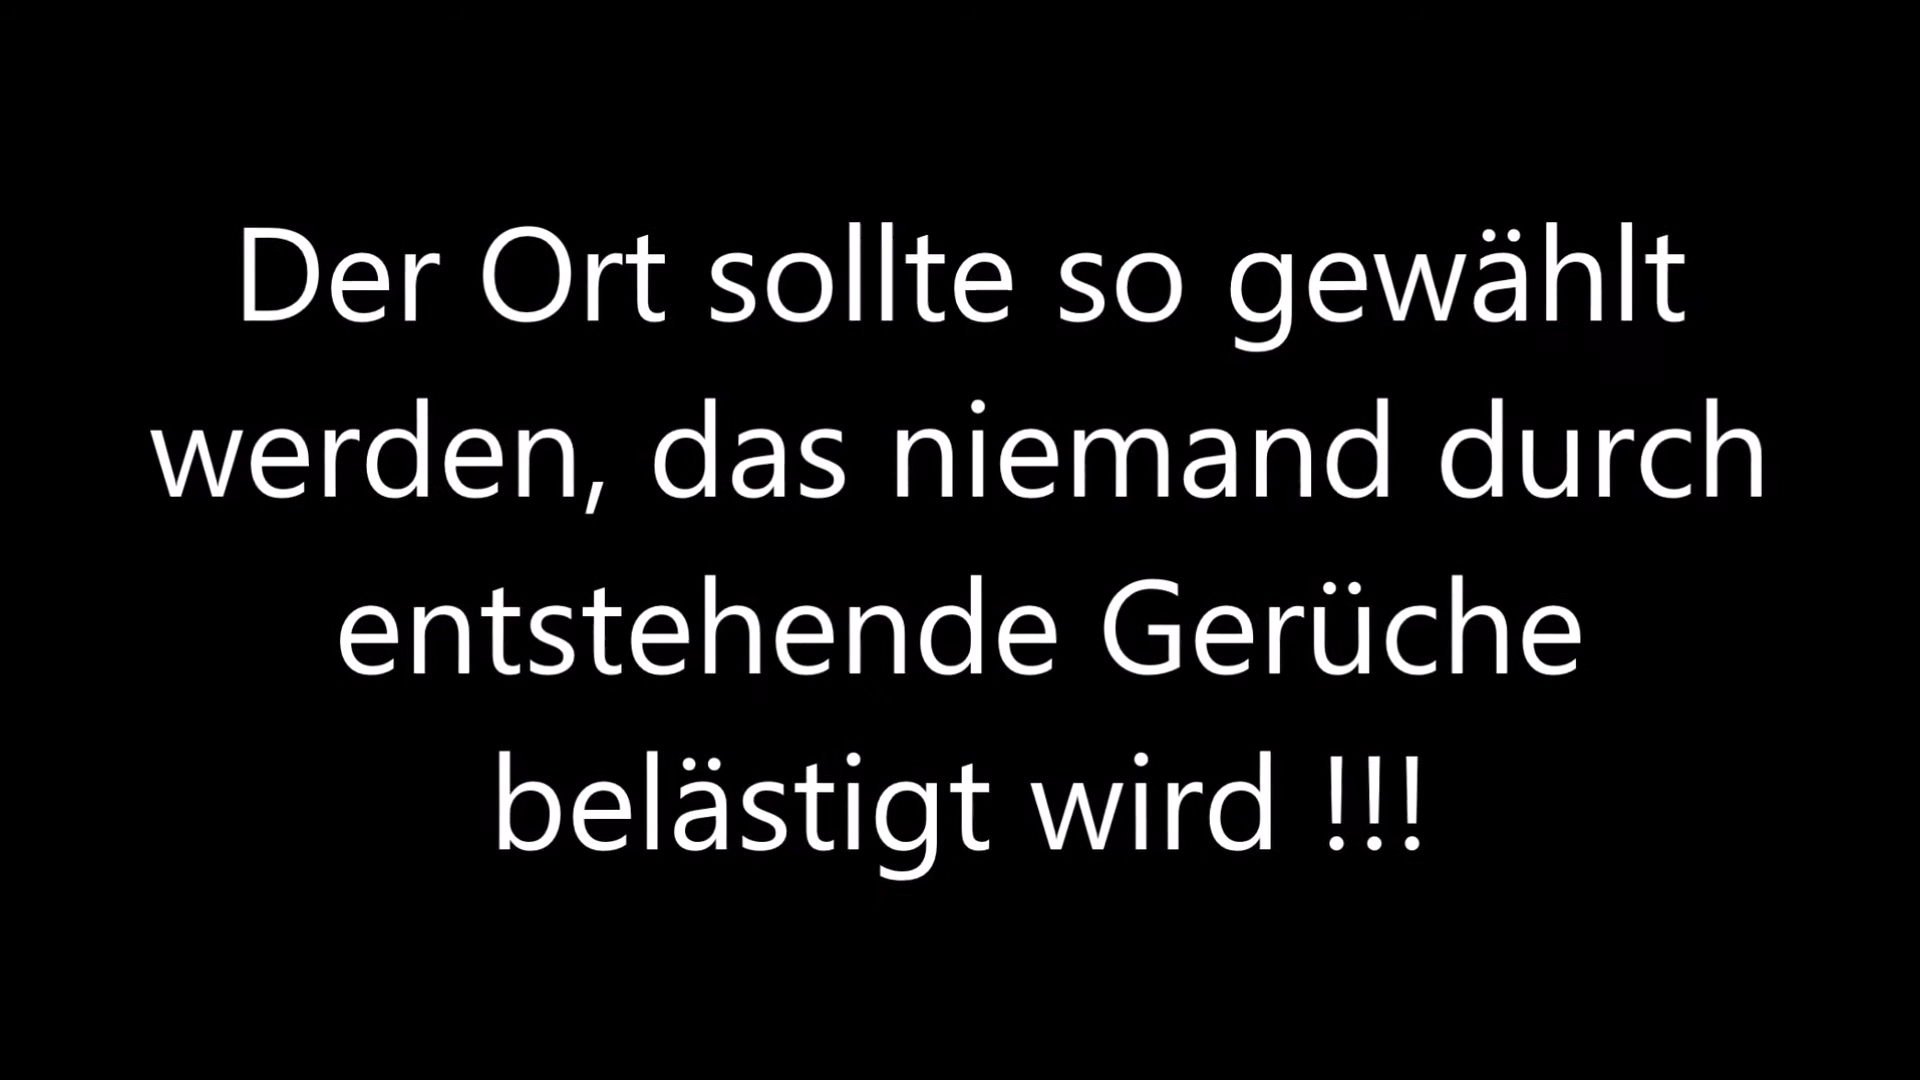 Der Ort sollte so gewählt
werden, das niemand durch
entstehende Gerüche
belästigt wird !!!